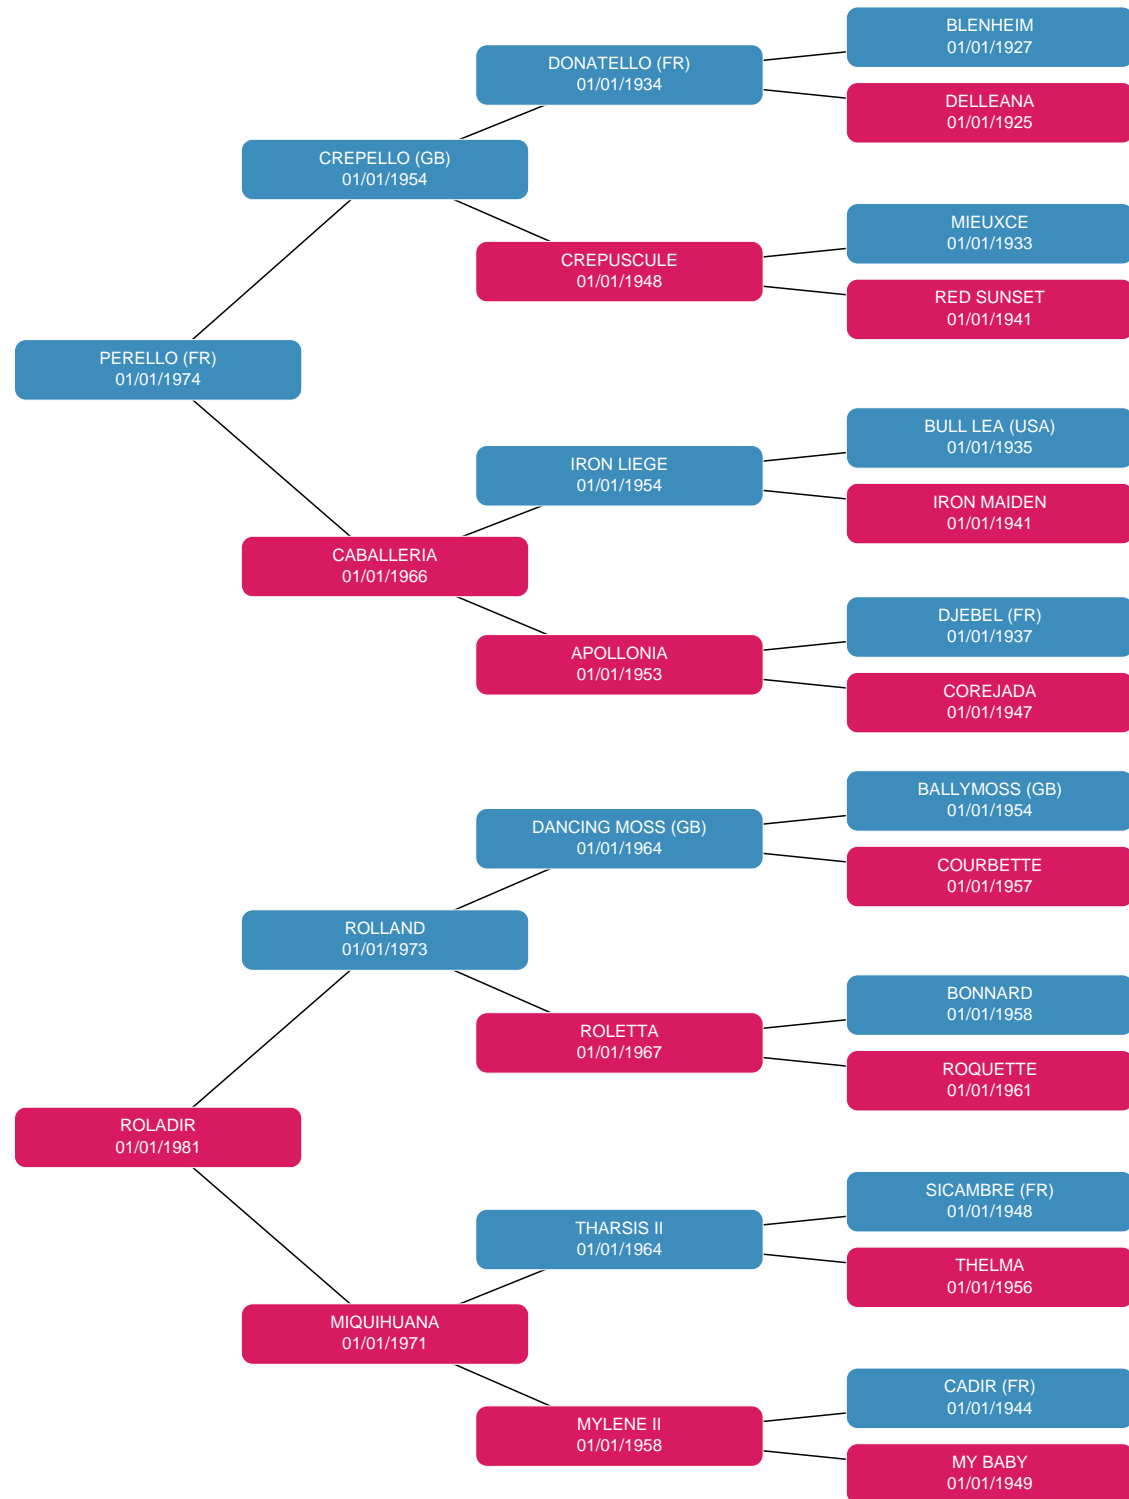 BLENHEIM
01/01/1927
DONATELLO (FR)
01/01/1934
DELLEANA
01/01/1925
CREPELLO (GB)
01/01/1954
MIEUXCE
01/01/1933
CREPUSCULE
01/01/1948
RED SUNSET
01/01/1941
PERELLO (FR)
01/01/1974
BULL LEA (USA)
01/01/1935
IRON LIEGE
01/01/1954
IRON MAIDEN
01/01/1941
CABALLERIA
01/01/1966
DJEBEL (FR)
01/01/1937
APOLLONIA
01/01/1953
COREJADA
01/01/1947
BALLYMOSS (GB)
01/01/1954
DANCING MOSS (GB)
01/01/1964
COURBETTE
01/01/1957
ROLLAND
01/01/1973
BONNARD
01/01/1958
ROLETTA
01/01/1967
ROQUETTE
01/01/1961
ROLADIR
01/01/1981
SICAMBRE (FR)
01/01/1948
THARSIS II
01/01/1964
THELMA
01/01/1956
MIQUIHUANA
01/01/1971
CADIR (FR)
01/01/1944
MYLENE II
01/01/1958
MY BABY
01/01/1949